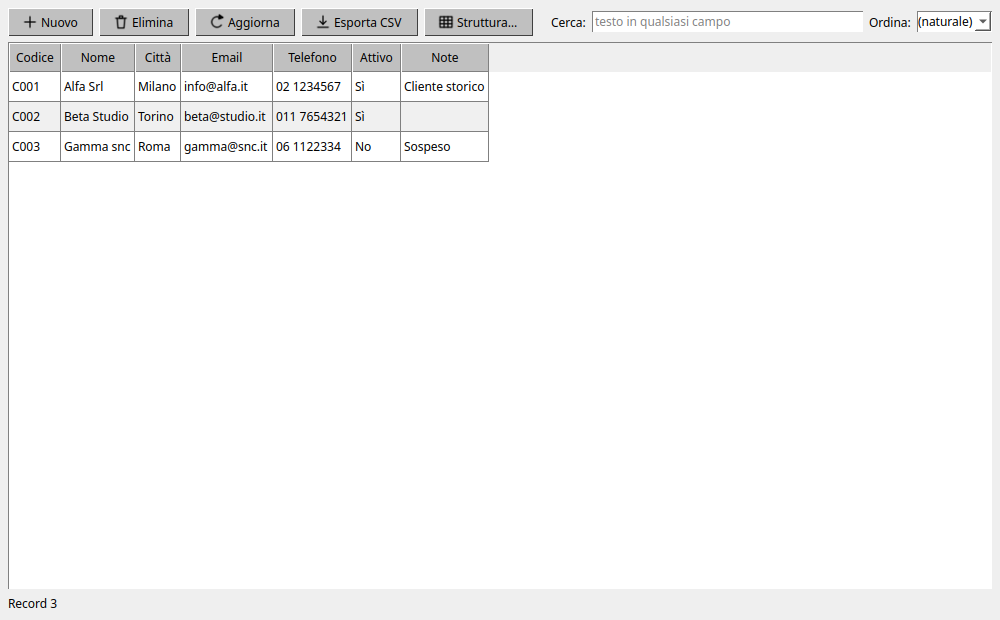 Nuovo Elimina Aggiorna Esporta CSV Struttura... Cerca: testo in qualsiasi campo Ordina: (naturale)
Codice Nome Città Email Telefono Attivo Note
C001 Alfa Srl Milano info@alfa.it 02 1234567 Sì Cliente storico
C002 Beta Studio Torino beta@studio.it 011 7654321 Sì
C003 Gamma snc Roma gamma@snc.it 06 1122334 No Sospeso
Record 3